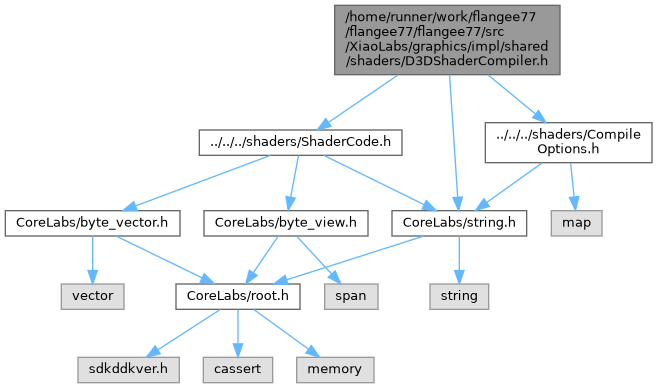 /home/runner/work/flangee77
/flangee77/flangee77/src
/XiaoLabs/graphics/impl/shared
/shaders/D3DShaderCompiler.h
../../../shaders/ShaderCode.h
../../../shaders/Compile
Options.h
CoreLabs/byte_vector.h
CoreLabs/byte_view.h
CoreLabs/string.h
map
vector
CoreLabs/root.h
span
string
sdkddkver.h
cassert
memory